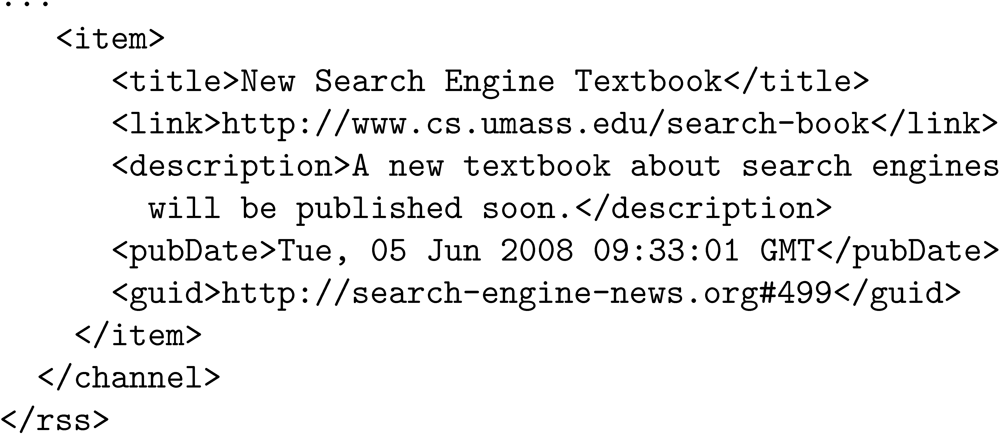 ...
<item>
<title>New Search Engine Textbook</title>
<link>http://www.cs.umass.edu/search-book</link>
<description>A new textbook about search engines
will be published soon.</description>
<pubDate>Tue, 05 Jun 2008 09:33:01 GMT</pubDate>
<guid>http://search-engine-news.org#499</guid>
</item>
</channel>
</rss>